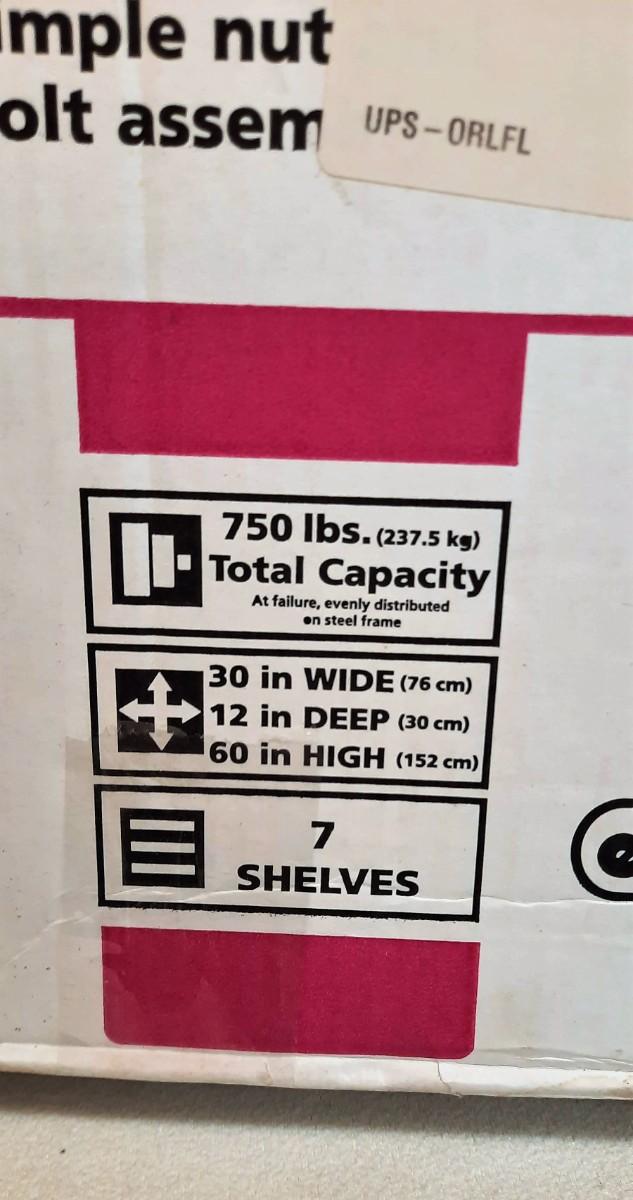 imple nut
olt assem
UPS-ORLFL
750 lbs. (237.5 kg)
Total Capacity
At failure, evenly distributed
on steel frame
30 in WIDE (76 cm)
12 in DEEP (30 cm)
60 in HIGH (152 cm)
7
SHELVES